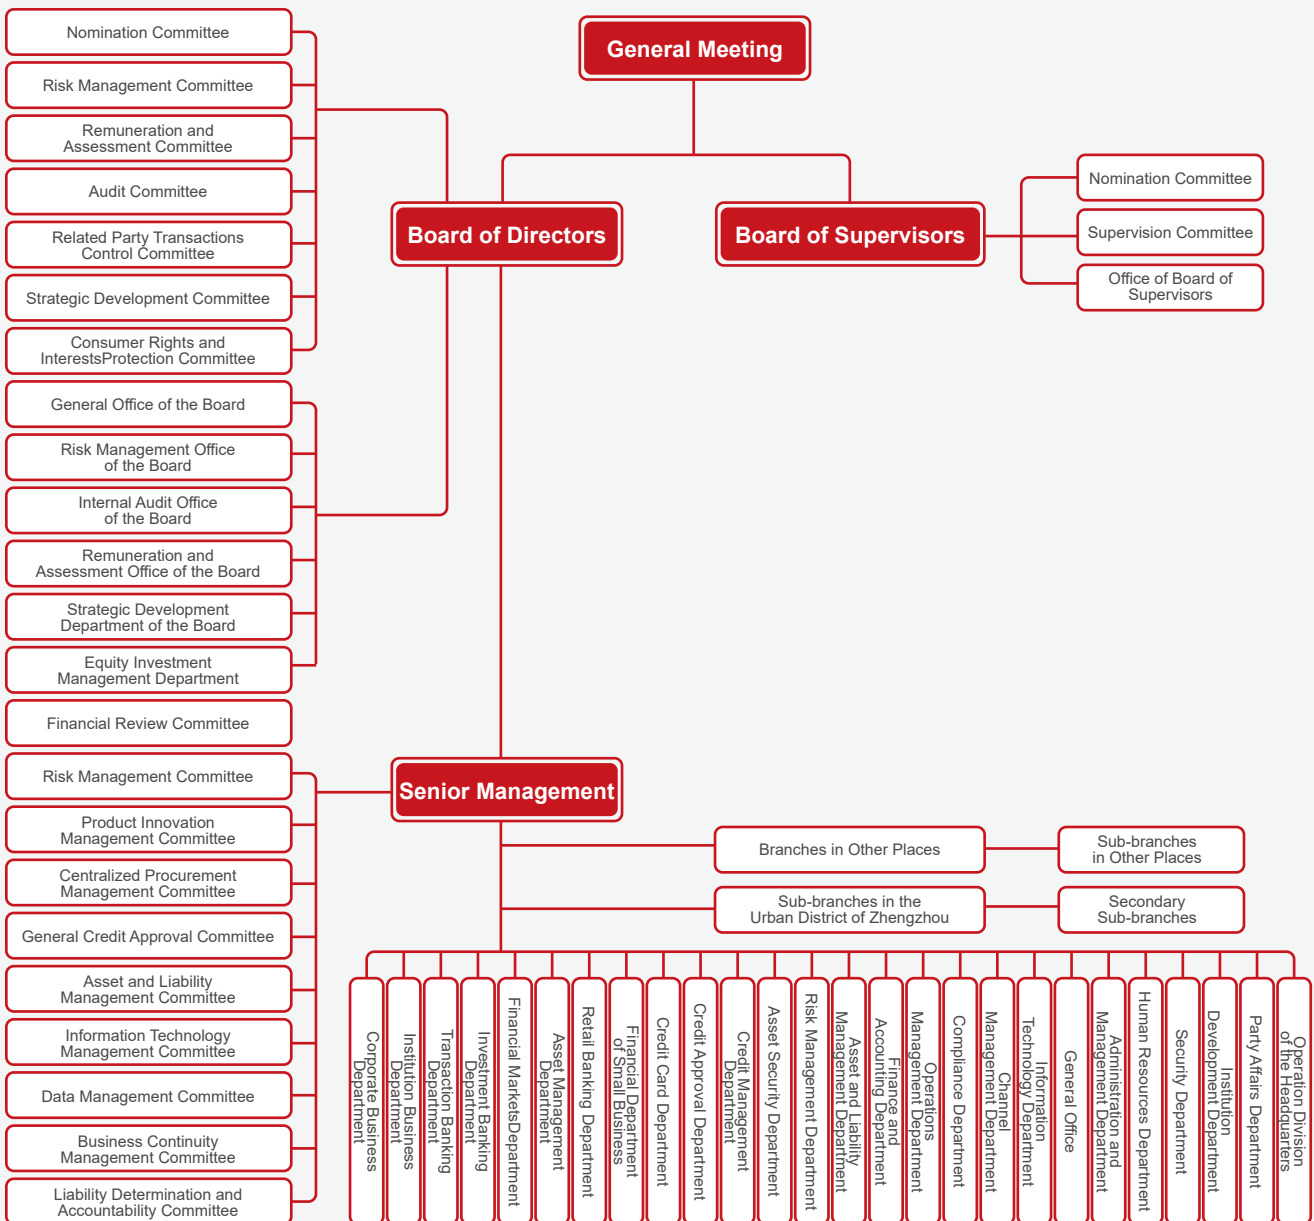 General Meeting
Board of Directors
Board of Supervisors
Nomination Committee
Supervision Committee
Office of Board of
Supervisors
Nomination Committee
Risk Management Committee
Remuneration and
Assessment Committee
Audit Committee
Related Party Transactions
Control Committee
Strategic Development Committee
Consumer Rights and
InterestsProtection Committee
General Office of the Board
Risk Management Office
of the Board
Internal Audit Office
of the Board
Remuneration and
Assessment Office of the Board
Strategic Development
Department of the Board
Equity Investment
Management Department
Financial Review Committee
Risk Management Committee
Product Innovation
Management Committee
Centralized Procurement
Management Committee
General Credit Approval Committee
Asset and Liability
Management Committee
Information Technology
Management Committee
Data Management Committee
Business Continuity
Management Committee
Liability Determination and
Accountability Committee
Senior Management
Branches in Other Places
Sub-branches
in Other Places
Sub-branches in the
Urban District of Zhengzhou
Secondary
Sub-branches
Corporate Business
Department
Institution Business
Department
Transaction Banking
Department
Investment Banking
Department
Financial MarketsDepartment
Asset Management
Department
Retail Banking Department
Financial Department
of Small Business
Credit Card Department
Credit Approval Department
Credit Management
Department
Asset Security Department
Risk Management Department
Asset and Liability
Management Department
Finance and
Accounting Department
Operations
Management Department
Compliance Department
Channel
Management Department
Information
Technology Department
General Office
Administration and
Management Department
Human Resources Department
Security Department
Institution
Development Department
Party Affairs Department
Operation Division
of the Headquarters